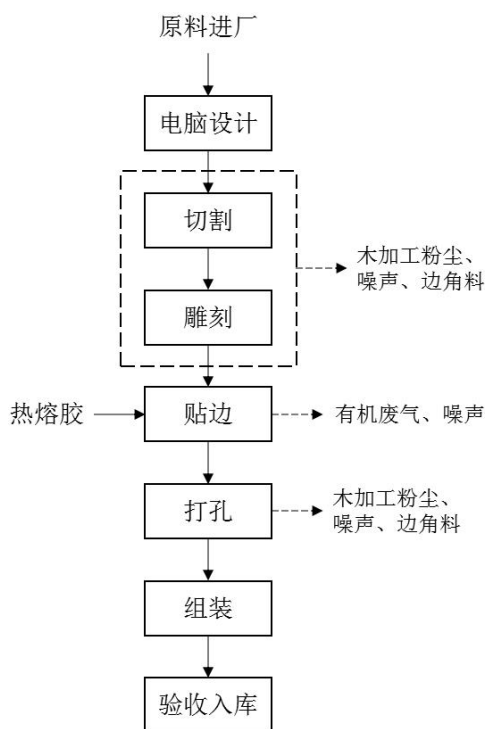 原料进厂
电脑设计
切割
木加工粉尘、
噪声、边角料
雕刻
热熔胶
贴边
有机废气、噪声
打孔
木加工粉尘、
噪声、边角料
组装
验收入库